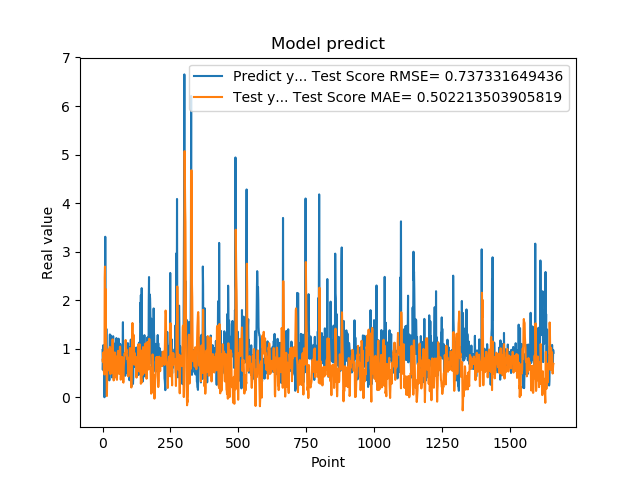 Model predict
Predict y... Test Score RMSE= 0.737331649436
Test y... Test Score MAE= 0.502213503905819
7
6
5
4
3
2
1
0
Real value
0 250 500 750 1000 1250 1500
Point